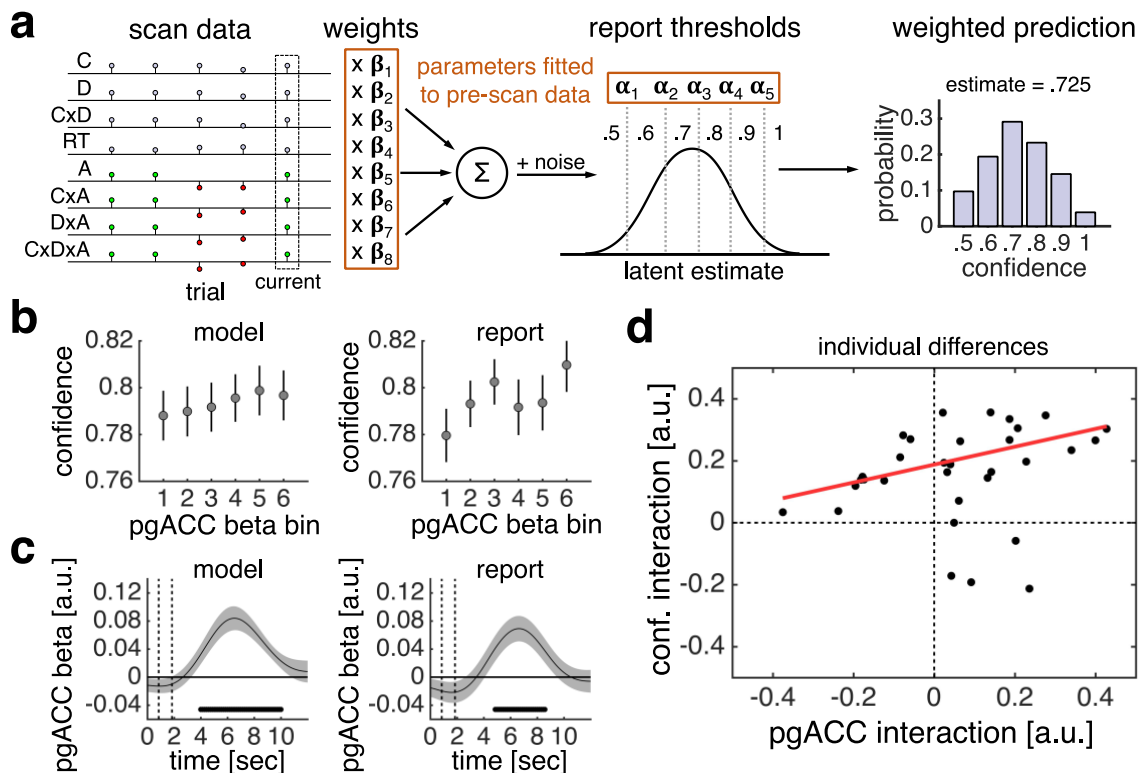 a
scan data
weights
report thresholds
weighted prediction
C
D
CxD
RT
A
CxA
DxA
CxDxA
trial
current
x β1
x β2
x β3
x β4
x β5
x β6
x β7
x β8
parameters fitted
to pre-scan data
Σ
+ noise
α1 α2 α3 α4 α5
.5 .6 .7 .8 .9 1
latent estimate
estimate = .725
probability
0.3
0.2
0.1
0
.5 .6 .7 .8 .9 1
confidence
b
model
confidence
0.82
0.8
0.78
0.76
1 2 3 4 5 6
pgACC beta bin
report
confidence
0.82
0.8
0.78
0.76
1 2 3 4 5 6
pgACC beta bin
c
model
pgACC beta [a.u.]
0.12
0.08
0.04
0
-0.04
0 2 4 6 8 10
time [sec]
report
pgACC beta [a.u.]
0.12
0.08
0.04
0
-0.04
0 2 4 6 8 10
time [sec]
d
individual differences
conf. interaction [a.u.]
0.4
0.2
0
-0.2
-0.4
-0.4 -0.2 0 0.2 0.4
pgACC interaction [a.u.]